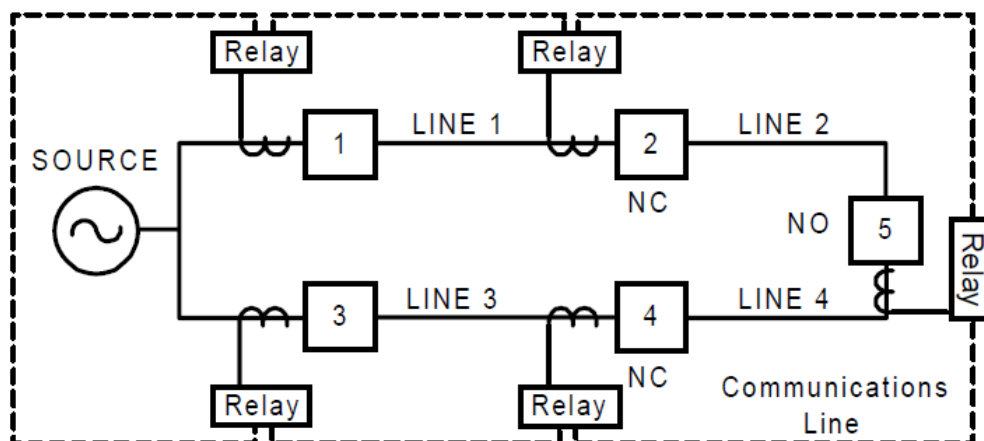 Relay
Relay
1
LINE 1
2
LINE 2
SOURCE
NC
NO
5
Relay
3
LINE 3
4
LINE 4
NC
Relay
Relay
Communications
Line